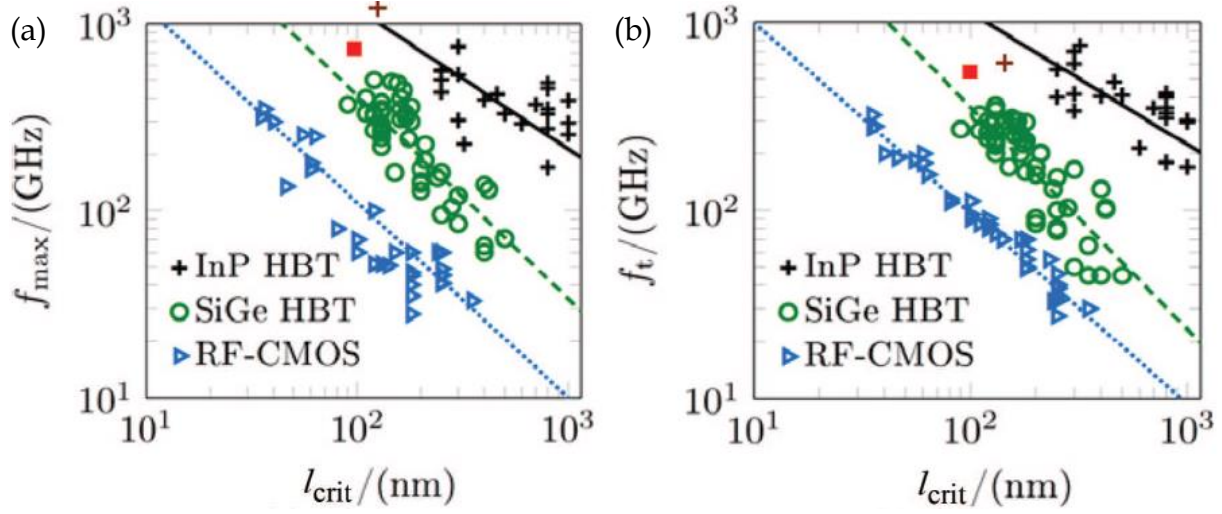 (a)
10³
10²
10¹
f_max/(GHz)
InP HBT
SiGe HBT
RF-CMOS
10¹
10²
10³
l_crit/(nm)
(b)
10³
10²
10¹
f_t/(GHz)
InP HBT
SiGe HBT
RF-CMOS
10¹
10²
10³
l_crit/(nm)